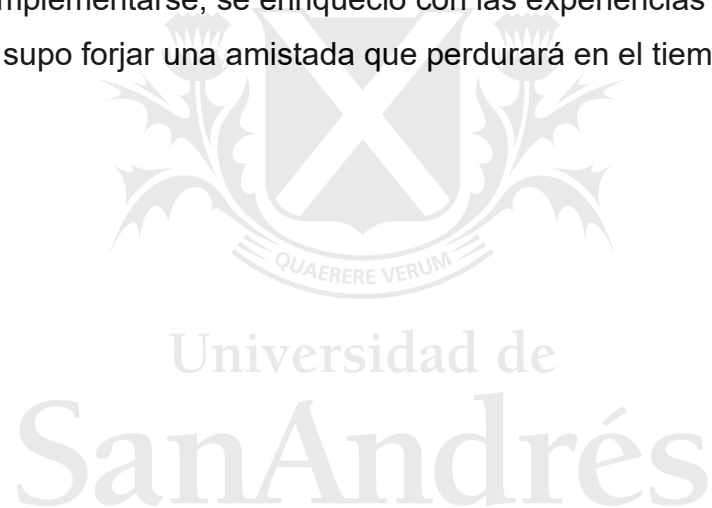 mplementarse, se enriqueció con las experiencias
supo forjar una amistada que perdurará en el tiem
QUAERERE VERUM
Universidad de
SanAndrés